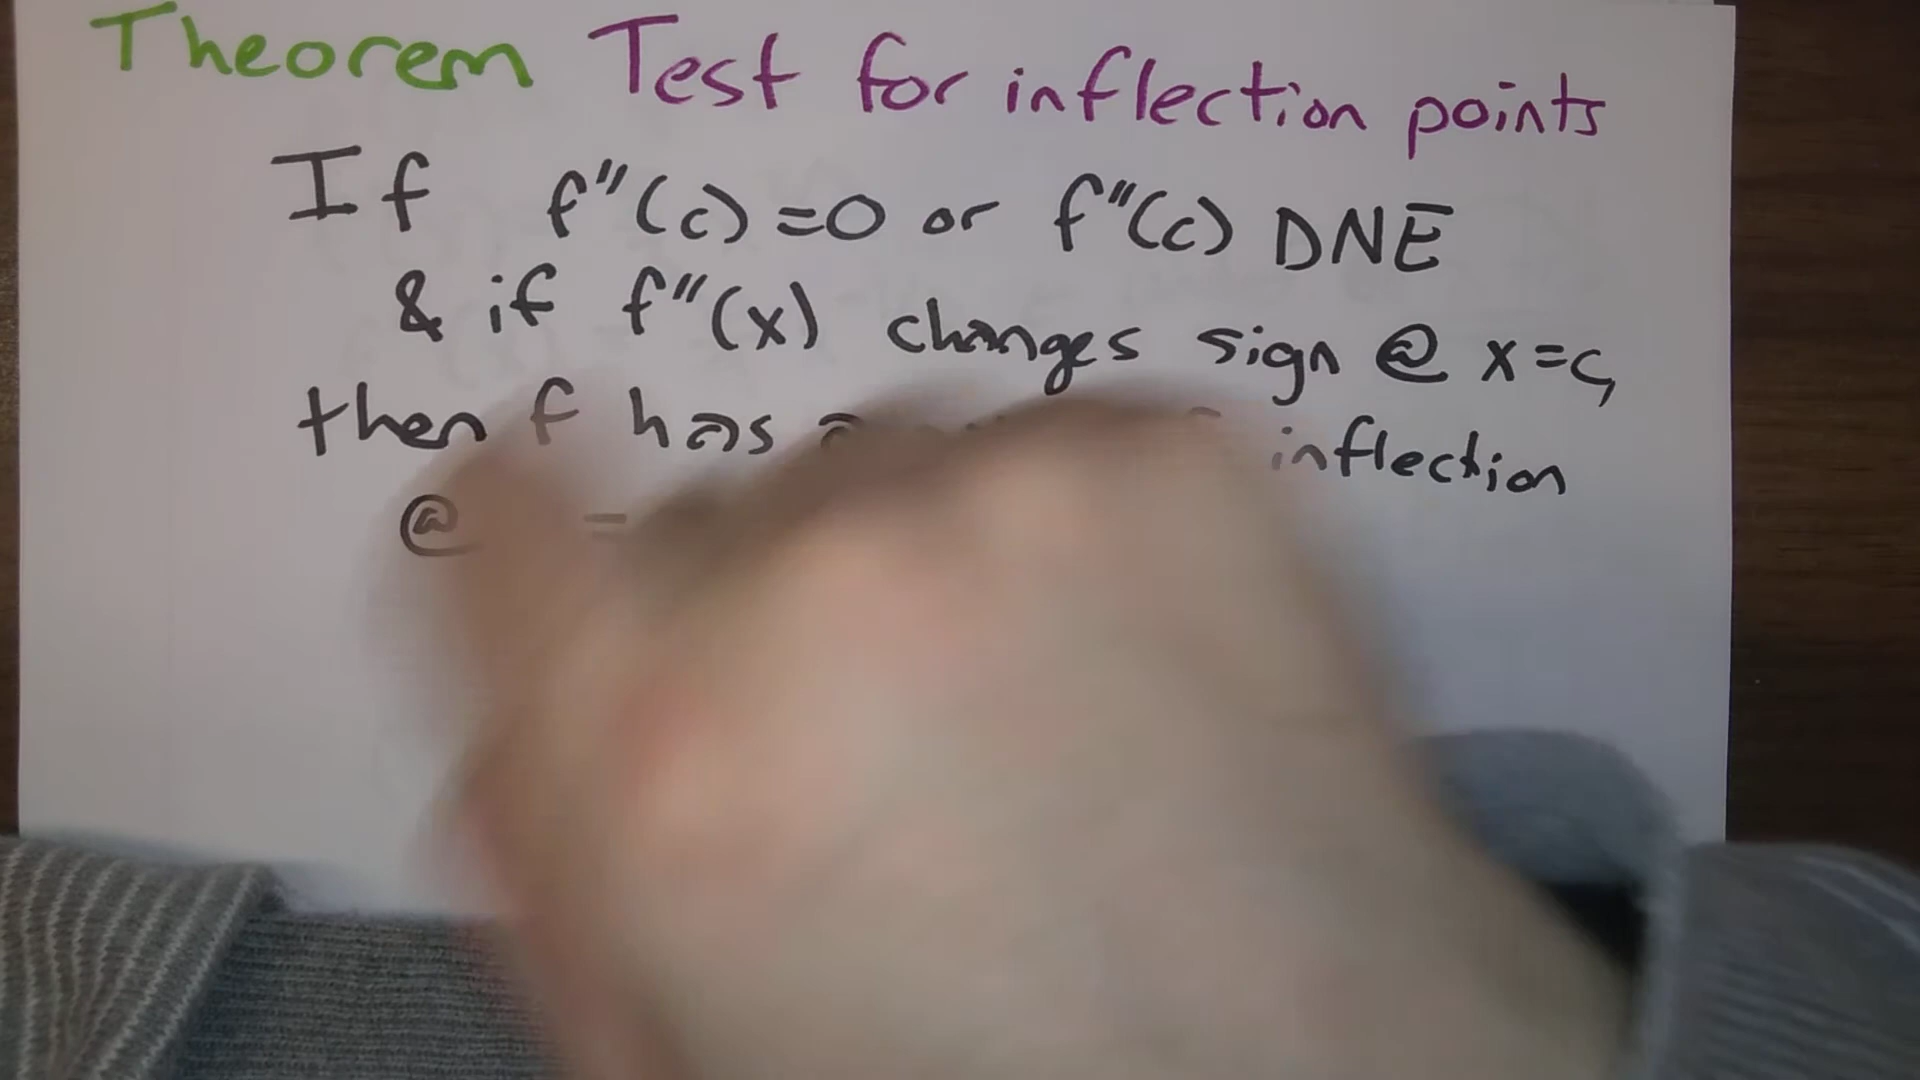 Theorem Test for inflection points
If f"(c)=0 or f"(c) DNE
& if f"(x) changes sign @ x=c,
then f has inflection
@ =